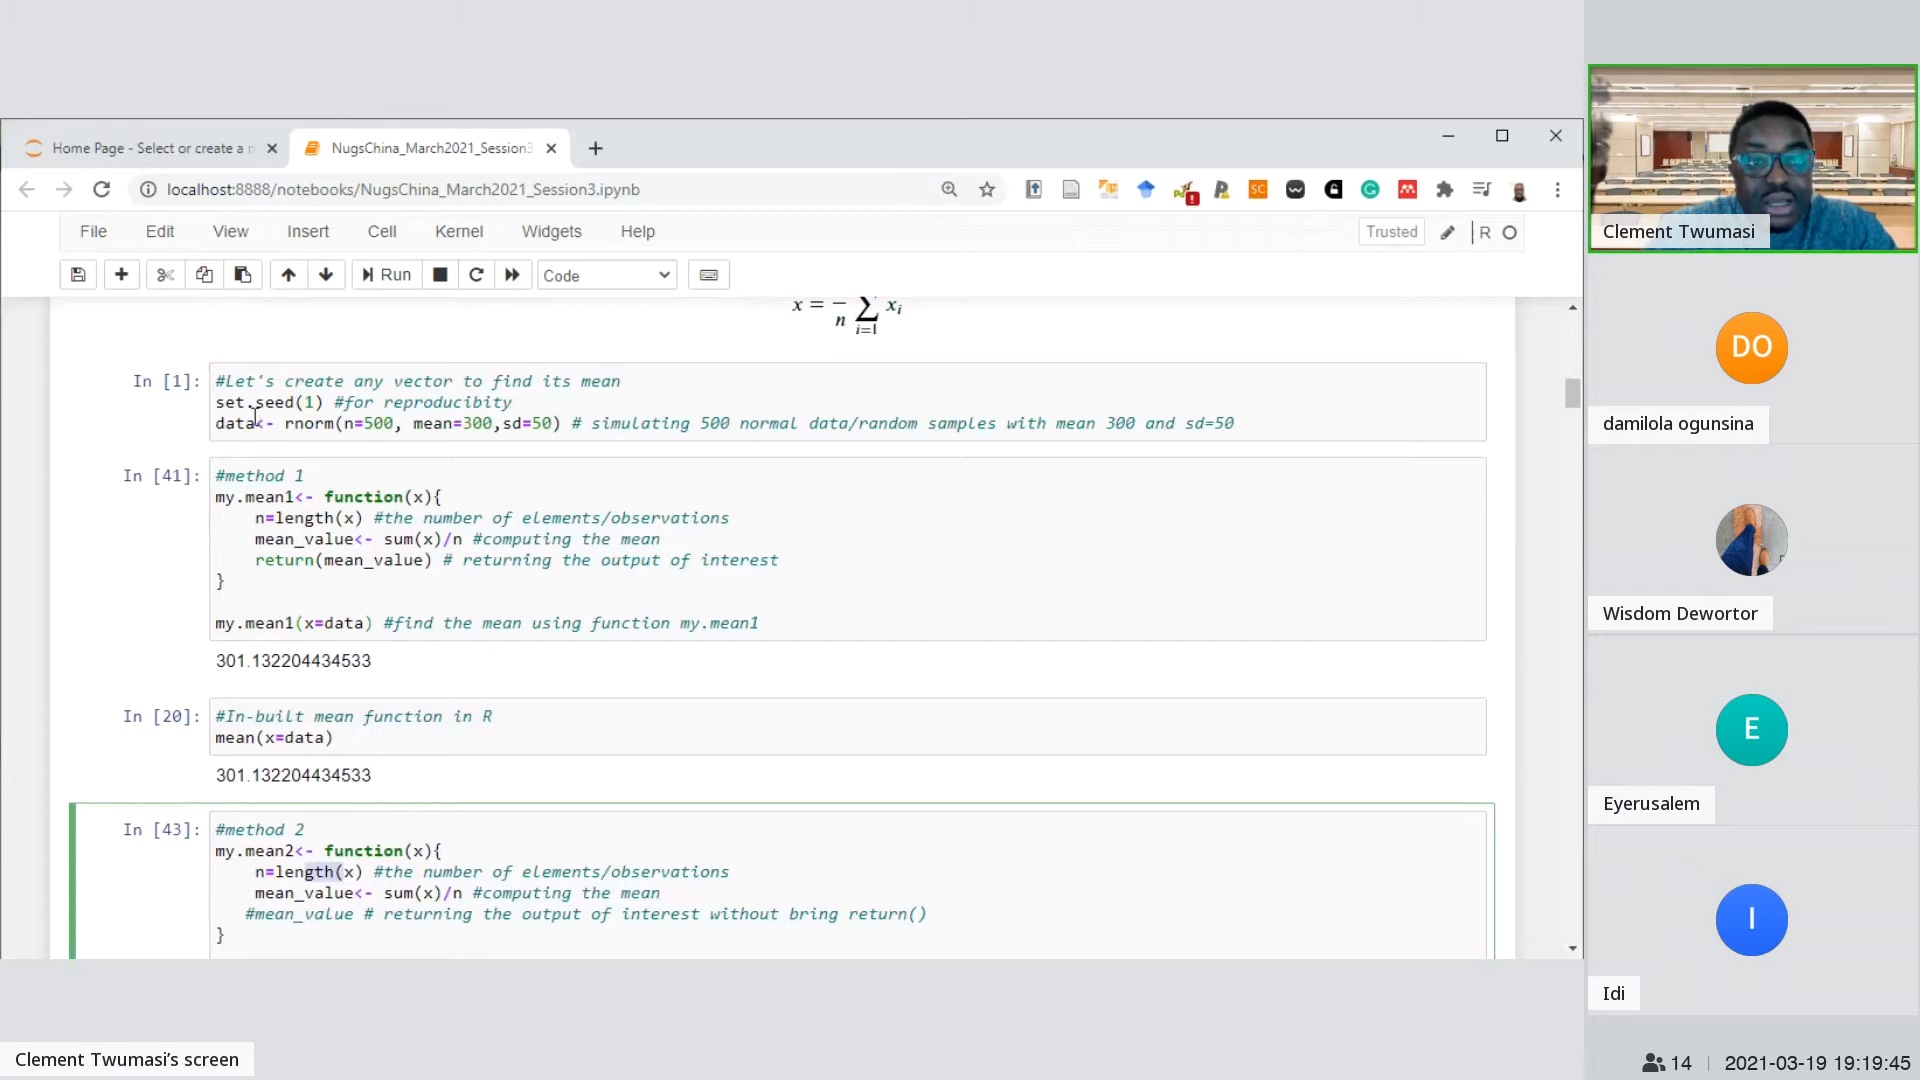 Home Page - Select or create a n
NugsChina_March2021_Session3
localhost:8888/notebooks/NugsChina_March2021_Session3.ipynb
SC
File Edit View Insert Cell Kernel Widgets Help
Trusted
R
Run
Code
x = — ∑ xᵢ
n
i=1
In [1]:
#Let's create any vector to find its mean
set.seed(1) #for reproducibity
data<- rnorm(n=500, mean=300,sd=50) # simulating 500 normal data/random samples with mean 300 and sd=50
In [41]:
#method 1
my.mean1<- function(x){
n=length(x) #the number of elements/observations
mean_value<- sum(x)/n #computing the mean
return(mean_value) # returning the output of interest
}
my.mean1(x=data) #find the mean using function my.mean1
301.132204434533
In [20]:
#In-built mean function in R
mean(x=data)
301.132204434533
In [43]:
#method 2
my.mean2<- function(x){
n=length(x) #the number of elements/observations
mean_value<- sum(x)/n #computing the mean
#mean_value # returning the output of interest without bring return()
}
Clement Twumasi's screen
Clement Twumasi
DO
damilola ogunsina
Wisdom Dewortor
E
Eyerusalem
I
Idi
14
2021-03-19 19:19:45